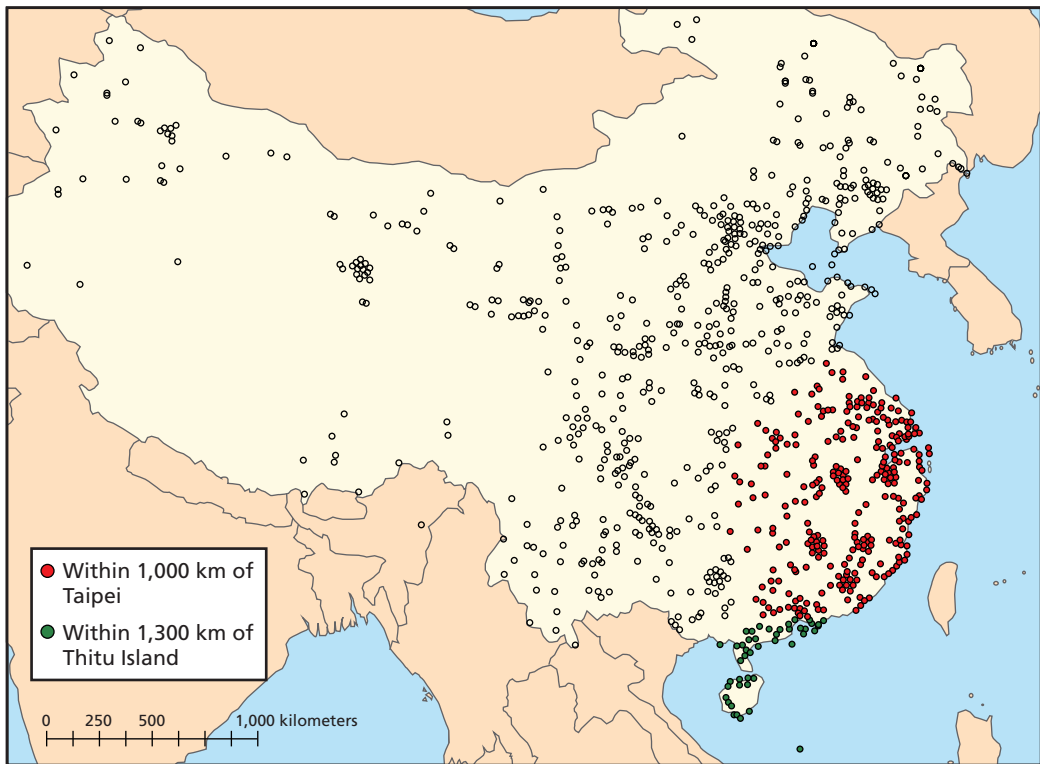 Within 1,000 km of
Taipei
Within 1,300 km of
Thitu Island
0 250 500 1,000 kilometers